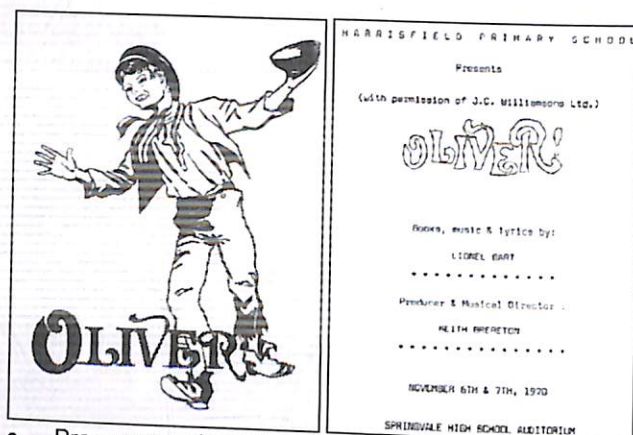 OLIVER
HARRISFIELD PRIMARY SCHOOL
Presents
(with permission of J.C. Williamsons Ltd.)
OLIVER!
Books, music & lyrics by:
LIONEL BART
Producer & Musical Director :
KEITH BRERETON
NOVEMBER 6TH & 7TH, 1970
SPRINGVALE HIGH SCHOOL AUDITORIUM